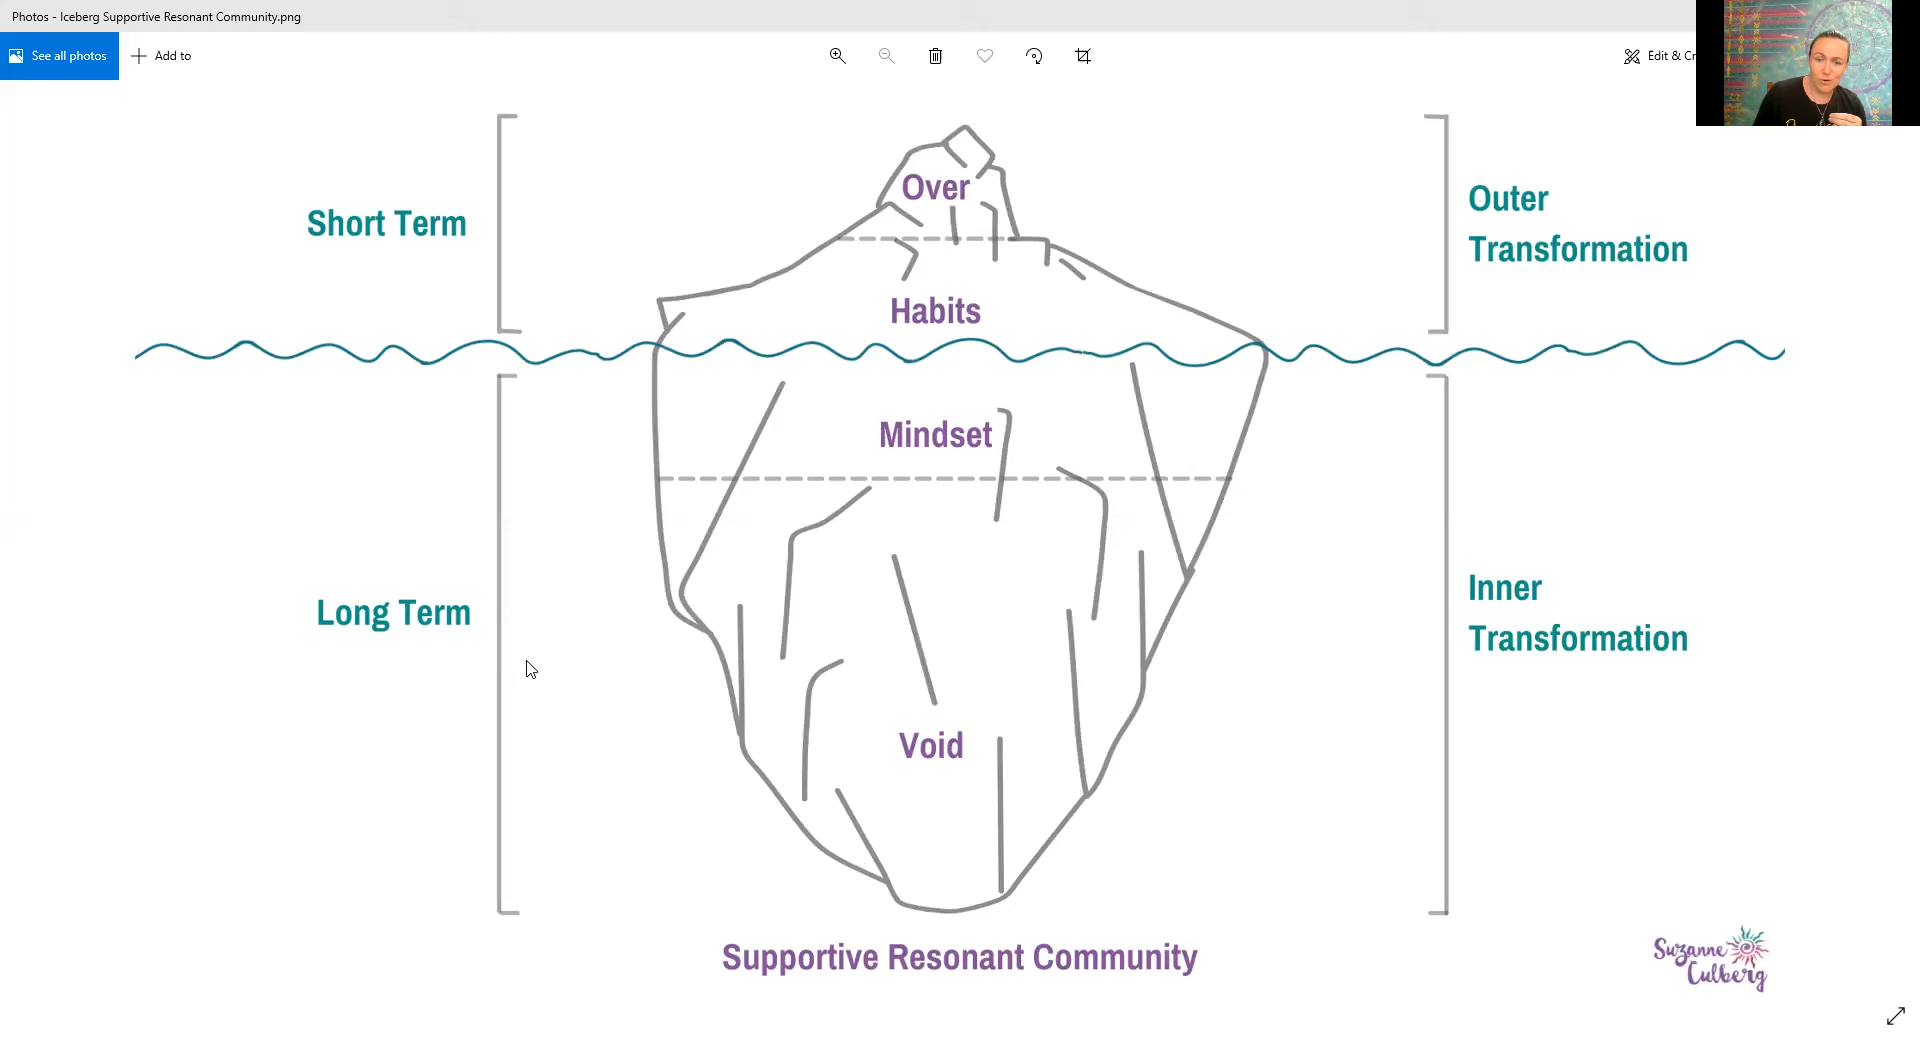 Photos - Iceberg Supportive Resonant Community.png
See all photos
Add to
Edit & Cr
Over
Short Term
Outer
Transformation
Habits
Mindset
Long Term
Inner
Transformation
Void
Supportive Resonant Community
Suzanne
Culberg